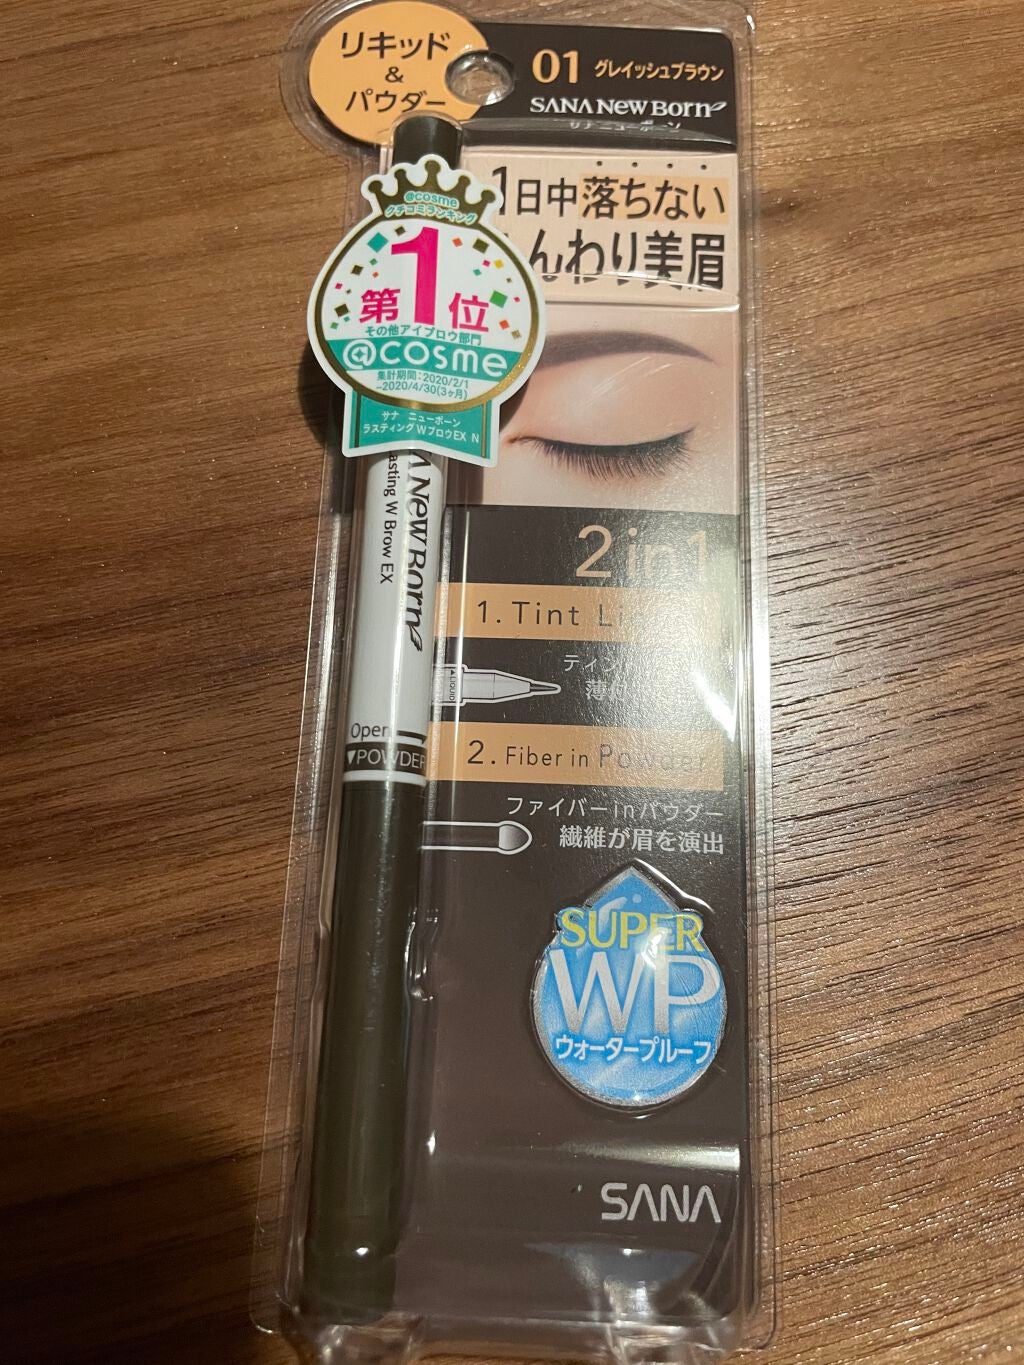 リキッド
&
パウダー
01 グレイッシュブラウン
SANA New Born
サナ ニューボーン
1日中落ちない
んわり美眉
@cosme
クチコミランキング
第1位
その他アイブロウ部門
@cosme
集計期間:2020/2/1
~2020/4/30(3ヶ月)
サナ ニューボーン
ラスティングWブロウEX N
New Born
asting W Brow EX
2in1
1. Tint
LIQUID
Open
▼POWDER
2. Fiber in Powder
ファイバーinパウダー
繊維が眉を演出
SUPER
WP
ウォータープルーフ
SANA